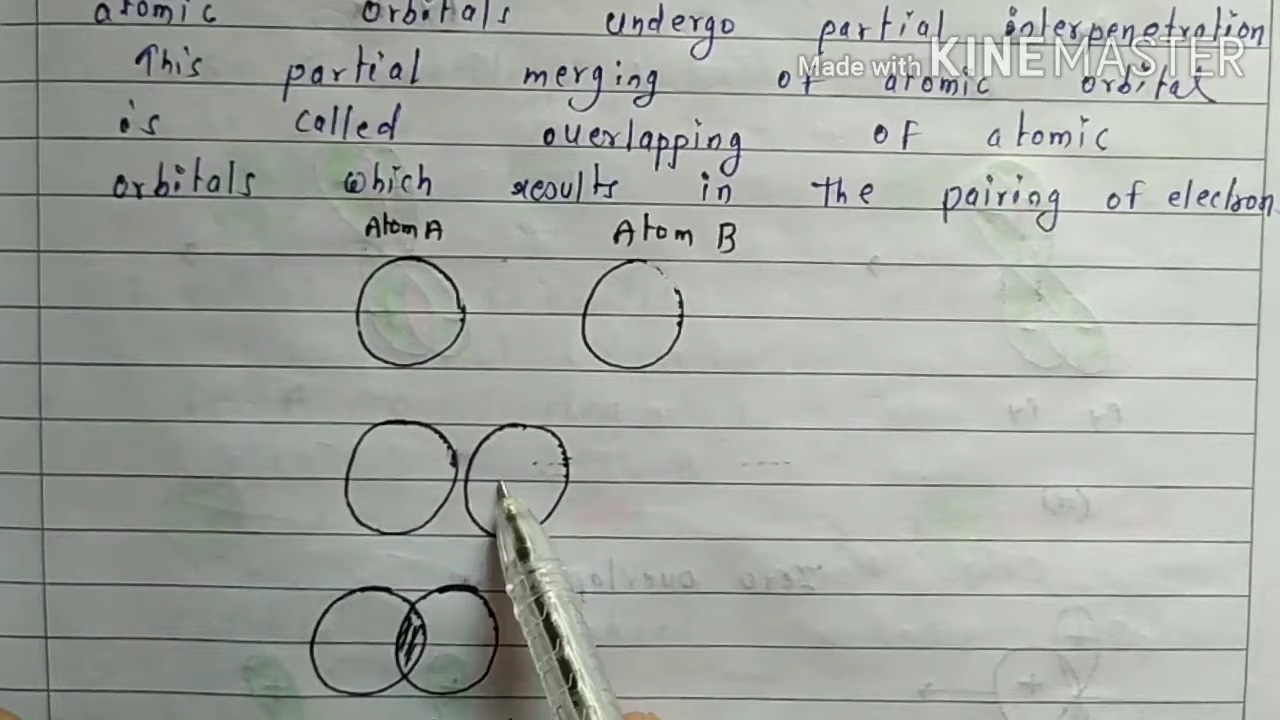 atomic orbitals undergo partial interpenetration
This partial merging of atomic orbital
is called overlapping of atomic
orbitals which results in the pairing of electron
Atom A Atom B
Made with KINEMASTER